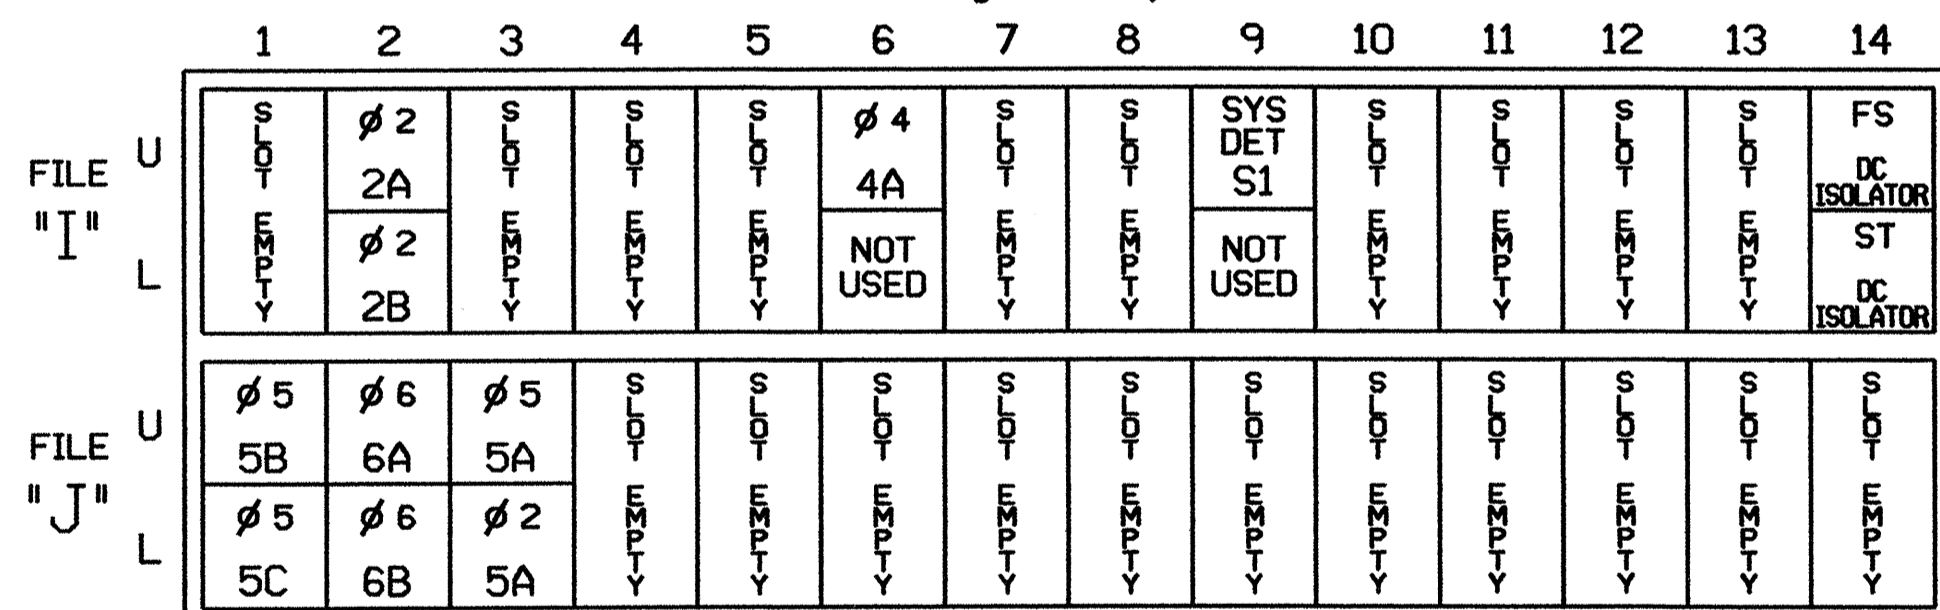 1 2 3 4 5 6 7 8 9 10 11 12 13 14
FILE "I"
U
L
SLOT EMPTY
ø 2
2A
ø 2
2B
SLOT EMPTY
SLOT EMPTY
SLOT EMPTY
ø 4
4A
NOT
USED
SLOT EMPTY
SLOT EMPTY
SYS
DET
S1
NOT
USED
SLOT EMPTY
SLOT EMPTY
SLOT EMPTY
SLOT EMPTY
FS
DC
ISOLATOR
ST
DC
ISOLATOR
FILE "J"
U
L
ø 5
5B
ø 5
5C
ø 6
6A
ø 6
6B
ø 5
5A
ø 2
5A
SLOT EMPTY
SLOT EMPTY
SLOT EMPTY
SLOT EMPTY
SLOT EMPTY
SLOT EMPTY
SLOT EMPTY
SLOT EMPTY
SLOT EMPTY
SLOT EMPTY
SLOT EMPTY